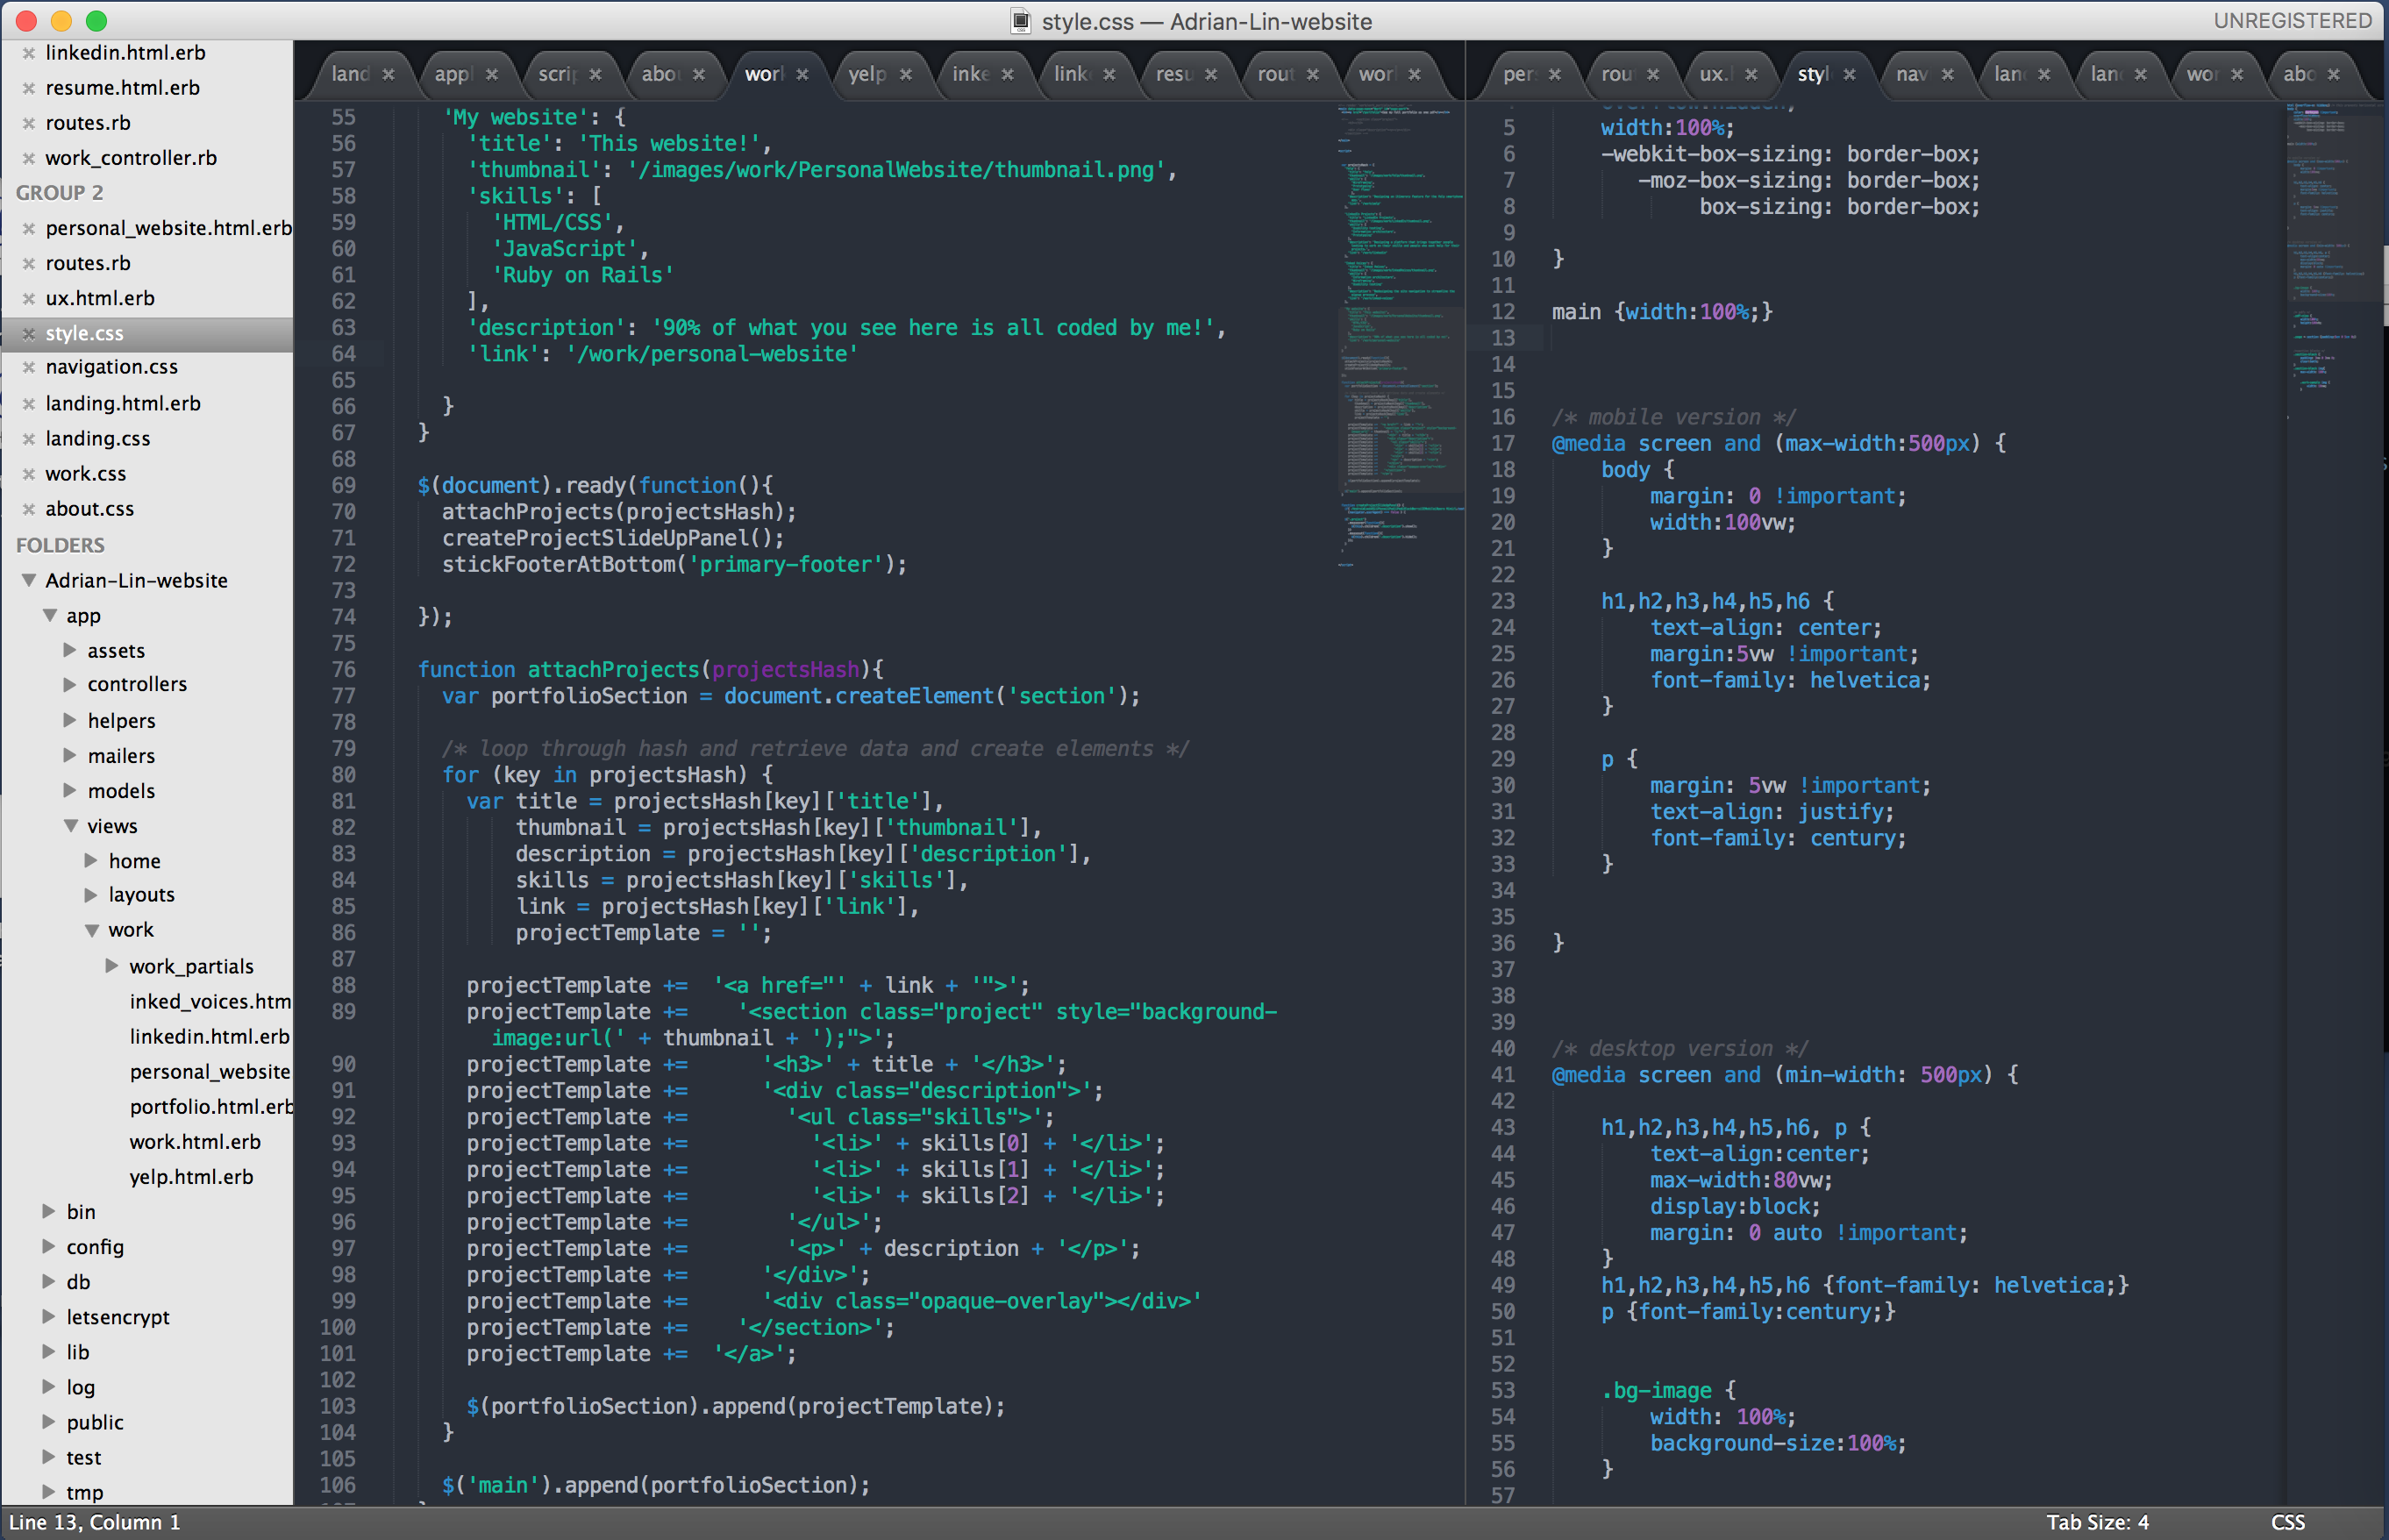 style.css — Adrian-Lin-website
UNREGISTERED
linkedin.html.erb
resume.html.erb
routes.rb
work_controller.rb
GROUP 2
personal_website.html.erb
routes.rb
ux.html.erb
style.css
navigation.css
landing.html.erb
landing.css
work.css
about.css
FOLDERS
Adrian-Lin-website
app
assets
controllers
helpers
mailers
models
views
home
layouts
work
work_partials
inked_voices.htm
linkedin.html.erb
personal_website
portfolio.html.erb
work.html.erb
yelp.html.erb
bin
config
db
letsencrypt
lib
log
public
test
tmp
land appl scrip abou work yelp inke linke resu rout wor
55 'My website': {
56 'title': 'This website!',
57 'thumbnail': '/images/work/PersonalWebsite/thumbnail.png',
58 'skills': [
59 'HTML/CSS',
60 'JavaScript',
61 'Ruby on Rails'
62 ],
63 'description': '90% of what you see here is all coded by me!',
64 'link': '/work/personal-website'
65
66 }
67 }
68
69 $(document).ready(function(){
70 attachProjects(projectsHash);
71 createProjectSlideUpPanel();
72 stickFooterAtBottom('primary-footer');
73
74 });
75
76 function attachProjects(projectsHash){
77 var portfolioSection = document.createElement('section');
78
79 /* loop through hash and retrieve data and create elements */
80 for (key in projectsHash) {
81 var title = projectsHash[key]['title'],
82 thumbnail = projectsHash[key]['thumbnail'],
83 description = projectsHash[key]['description'],
84 skills = projectsHash[key]['skills'],
85 link = projectsHash[key]['link'],
86 projectTemplate = '';
87
88 projectTemplate += '<a href="' + link + '">';
89 projectTemplate += '<section class="project" style="background-
image:url(' + thumbnail + ');">';
90 projectTemplate += '<h3>' + title + '</h3>';
91 projectTemplate += '<div class="description">';
92 projectTemplate += '<ul class="skills">';
93 projectTemplate += '<li>' + skills[0] + '</li>';
94 projectTemplate += '<li>' + skills[1] + '</li>';
95 projectTemplate += '<li>' + skills[2] + '</li>';
96 projectTemplate += '</ul>';
97 projectTemplate += '<p>' + description + '</p>';
98 projectTemplate += '</div>';
99 projectTemplate += '<div class="opaque-overlay"></div>'
100 projectTemplate += '</section>';
101 projectTemplate += '</a>';
102
103 $(portfolioSection).append(projectTemplate);
104 }
105
106 $('main').append(portfolioSection);
per rou ux. styl nav lan lan wor abo
5 width:100%;
6 -webkit-box-sizing: border-box;
7 -moz-box-sizing: border-box;
8 box-sizing: border-box;
9
10 }
11
12 main {width:100%;}
13
14
15
16 /* mobile version */
17 @media screen and (max-width:500px) {
18 body {
19 margin: 0 !important;
20 width:100vw;
21 }
22
23 h1,h2,h3,h4,h5,h6 {
24 text-align: center;
25 margin:5vw !important;
26 font-family: helvetica;
27 }
28
29 p {
30 margin: 5vw !important;
31 text-align: justify;
32 font-family: century;
33 }
34
35
36 }
37
38
39
40 /* desktop version */
41 @media screen and (min-width: 500px) {
42
43 h1,h2,h3,h4,h5,h6, p {
44 text-align:center;
45 max-width:80vw;
46 display:block;
47 margin: 0 auto !important;
48 }
49 h1,h2,h3,h4,h5,h6 {font-family: helvetica;}
50 p {font-family:century;}
51
52
53 .bg-image {
54 width: 100%;
55 background-size:100%;
56 }
57
Line 13, Column 1
Tab Size: 4
CSS